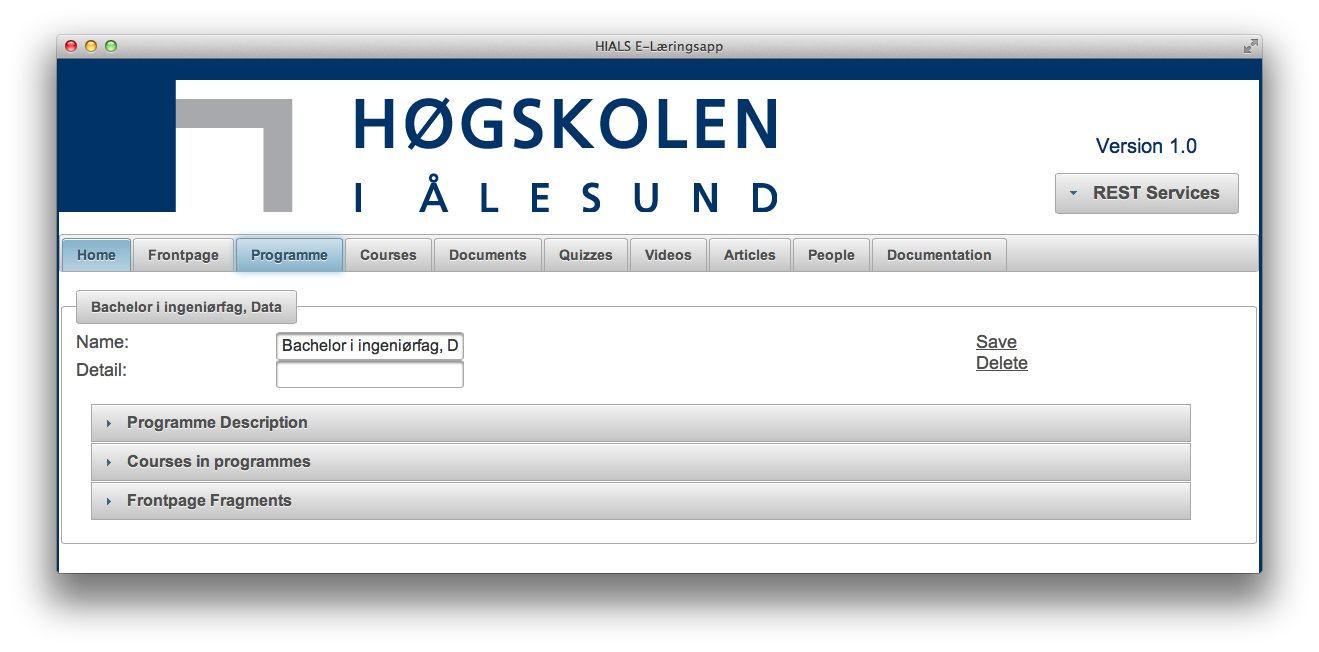 HIALS E-Læringsapp
HØGSKOLEN
I ÅLESUND
Version 1.0
REST Services
Home Frontpage Programme Courses Documents Quizzes Videos Articles People Documentation
Bachelor i ingeniørfag, Data
Name: Bachelor i ingeniørfag, D
Save
Detail:
Delete
Programme Description
Courses in programmes
Frontpage Fragments